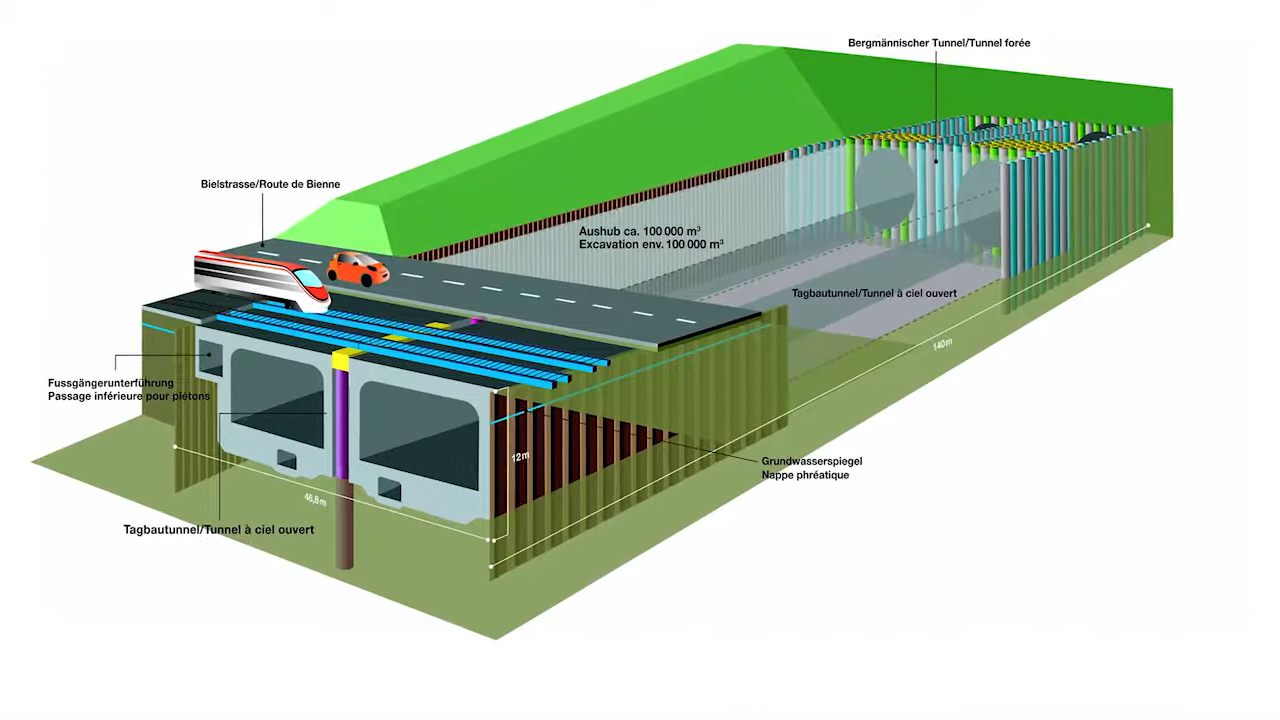 Bergmännischer Tunnel/Tunnel forée
Bielstrasse/Route de Bienne
Aushub ca. 100 000 m³
Excavation env. 100 000 m³
Tagbautunnel/Tunnel à ciel ouvert
140 m
Fussgängerunterführung
Passage inférieure pour piétons
12 m
Grundwasserspiegel
Nappe phréatique
46,8 m
Tagbautunnel/Tunnel à ciel ouvert